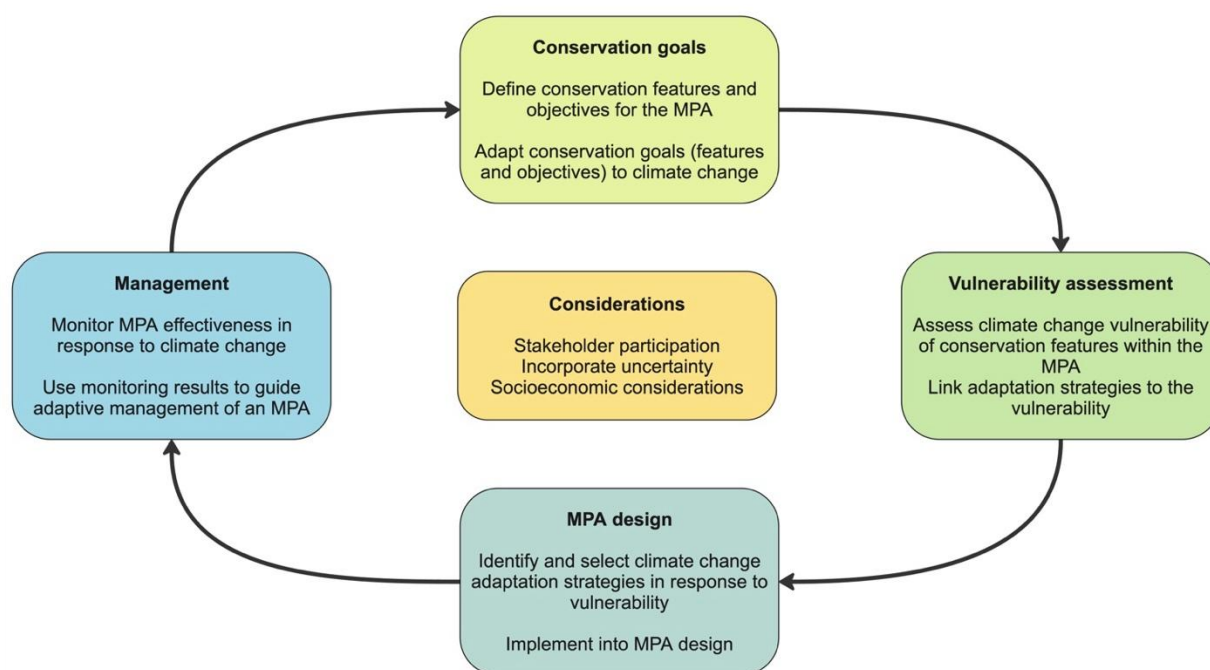 Conservation goals
Define conservation features and
objectives for the MPA
Adapt conservation goals (features
and objectives) to climate change
Management
Monitor MPA effectiveness in
response to climate change
Use monitoring results to guide
adaptive management of an MPA
Considerations
Stakeholder participation
Incorporate uncertainty
Socioeconomic considerations
Vulnerability assessment
Assess climate change vulnerability
of conservation features within the
MPA
Link adaptation strategies to the
vulnerability
MPA design
Identify and select climate change
adaptation strategies in response to
vulnerability
Implement into MPA design